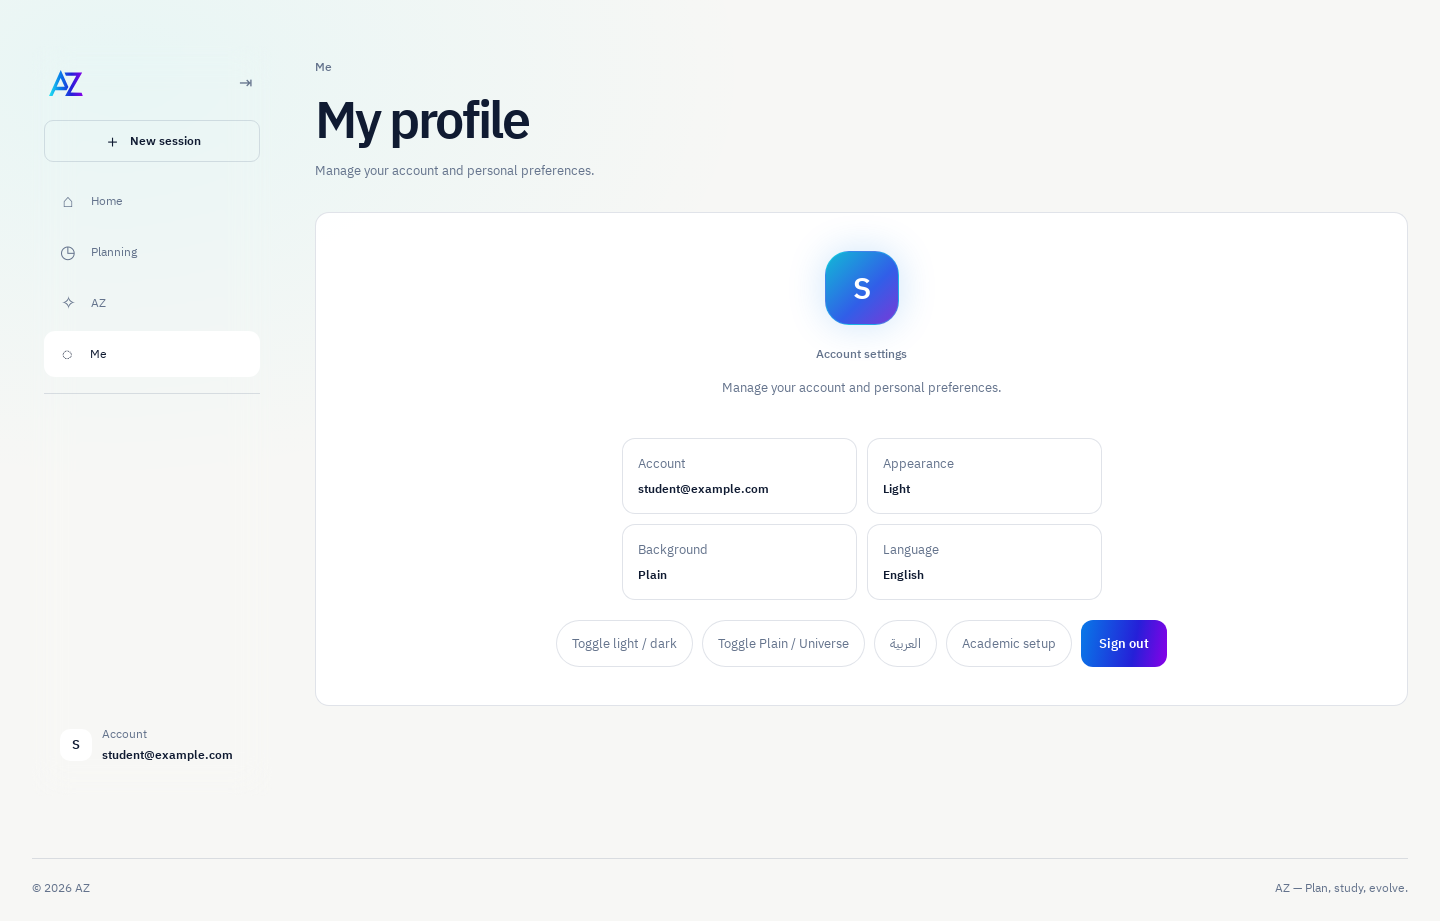 AZ
New session
Home
Planning
AZ
Me
S
Account
student@example.com
Me
My profile
Manage your account and personal preferences.
S
Account settings
Manage your account and personal preferences.
Account
student@example.com
Appearance
Light
Background
Plain
Language
English
Toggle light / dark
Toggle Plain / Universe
العربية
Academic setup
Sign out
© 2026 AZ
AZ — Plan, study, evolve.